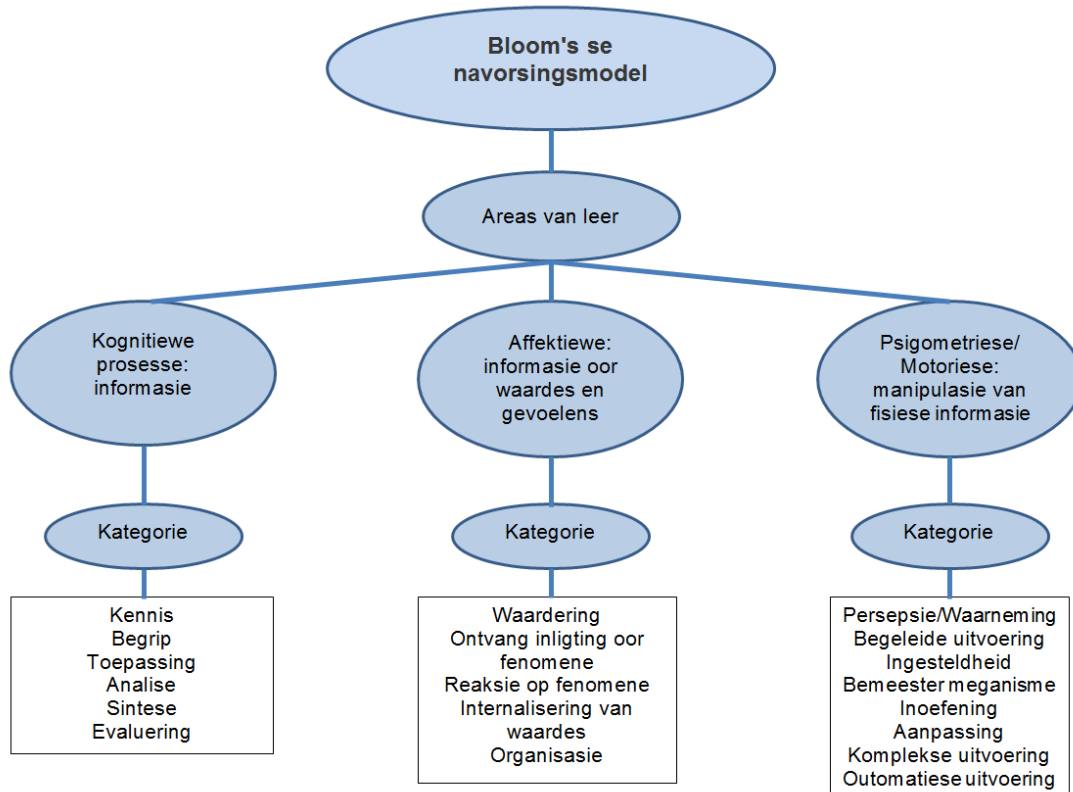 Bloom's se
navorsingsmodel
Areas van leer
Kognitiewe
prosesse:
informasie
Affektiewe:
informasie oor
waardes en
gevoelens
Psigometriese/
Motoriese:
manipulasie van
fisiese informasie
Kategorie
Kategorie
Kategorie
Kennis
Begrip
Toepassing
Analise
Sintese
Evaluering
Waardering
Ontvang inligting oor
fenomene
Reaksie op fenomene
Internalisering van
waardes
Organisasie
Persepsie/Waarneming
Begeleide uitvoering
Ingesteldheid
Bemeester meganisme
Inoefening
Aanpassing
Komplekse uitvoering
Outomatiese uitvoering